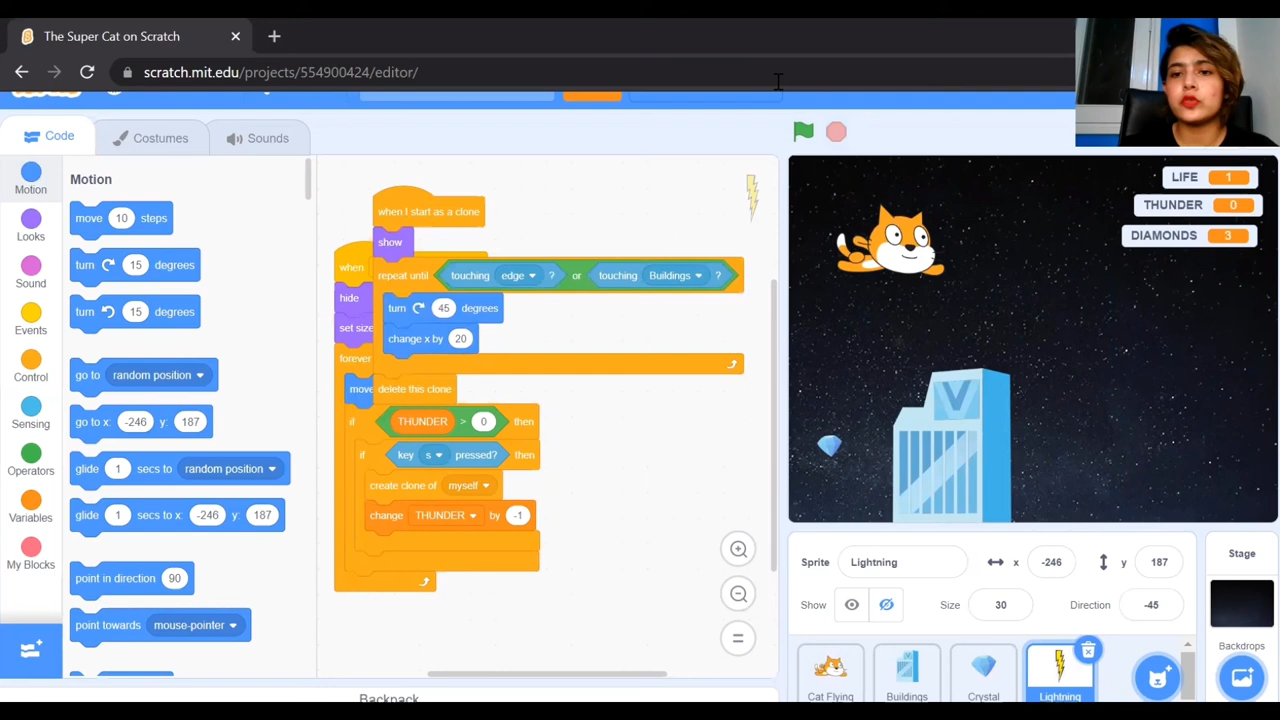 The Super Cat on Scratch
scratch.mit.edu/projects/554900424/editor/
Code
Costumes
Sounds
Motion
Looks
Sound
Events
Control
Sensing
Operators
Variables
My Blocks
Motion
move 10 steps
turn 15 degrees
turn 15 degrees
go to random position
go to x: -246 y: 187
glide 1 secs to random position
glide 1 secs to x: -246 y: 187
point in direction 90
point towards mouse-pointer
when I start as a clone
show
repeat until touching edge ? or touching Buildings ?
turn 45 degrees
change x by 20
delete this clone
when
hide
set size
forever
move
if THUNDER > 0 then
if key s pressed? then
create clone of myself
change THUNDER by -1
LIFE 1
THUNDER 0
DIAMONDS 3
V
Sprite Lightning x -246 y 187
Show Size 30 Direction -45
Cat Flying
Buildings
Crystal
Lightning
Stage
Backdrops
Backpack